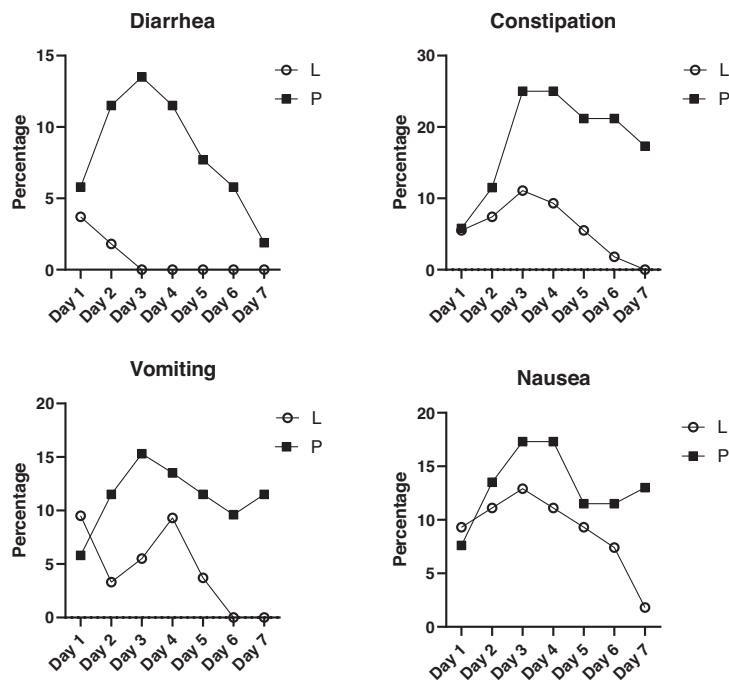 Diarrhea
15
10
5
0
Percentage
Day 1
Day 2
Day 3
Day 4
Day 5
Day 6
Day 7
L
P
Constipation
30
20
10
0
Percentage
Day 1
Day 2
Day 3
Day 4
Day 5
Day 6
Day 7
L
P
Vomiting
20
15
10
5
0
Percentage
Day 1
Day 2
Day 3
Day 4
Day 5
Day 6
Day 7
L
P
Nausea
20
15
10
5
0
Percentage
Day 1
Day 2
Day 3
Day 4
Day 5
Day 6
Day 7
L
P